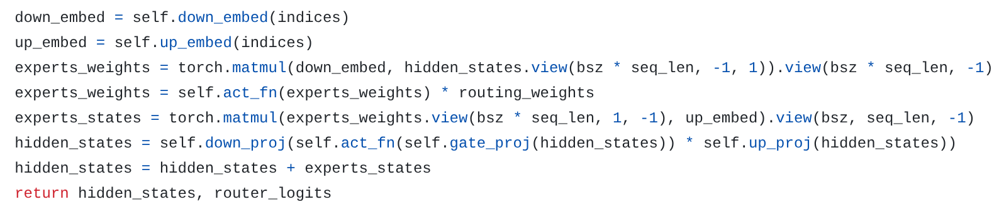 down_embed = self.down_embed(indices)
up_embed = self.up_embed(indices)
experts_weights = torch.matmul(down_embed, hidden_states.view(bsz * seq_len, -1, 1)).view(bsz * seq_len, -1)
experts_weights = self.act_fn(experts_weights) * routing_weights
experts_states = torch.matmul(experts_weights.view(bsz * seq_len, 1, -1), up_embed).view(bsz, seq_len, -1)
hidden_states = self.down_proj(self.act_fn(self.gate_proj(hidden_states)) * self.up_proj(hidden_states))
hidden_states = hidden_states + experts_states
return hidden_states, router_logits